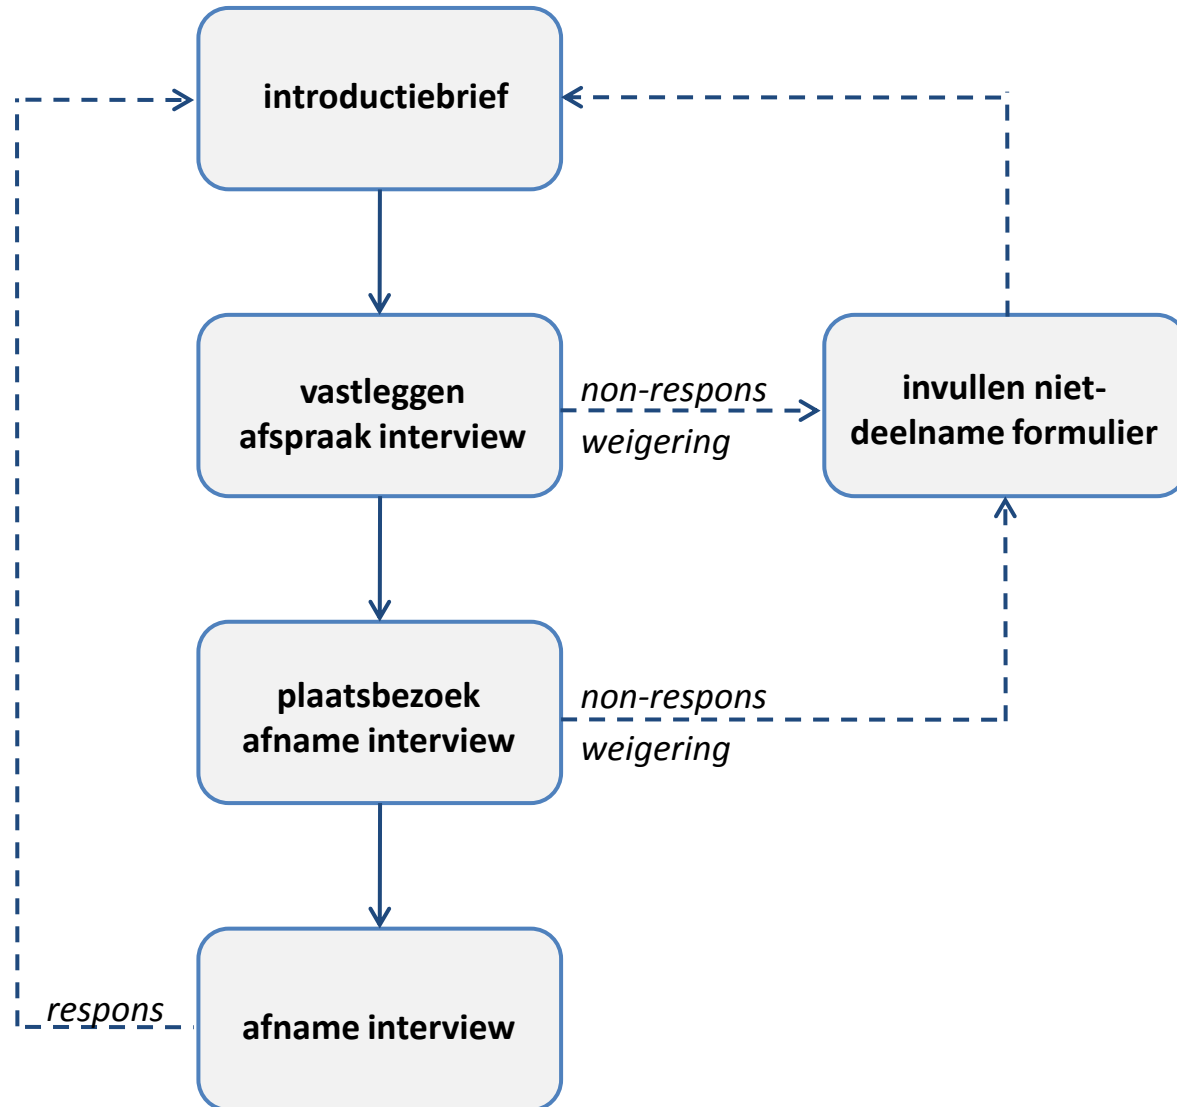 introductiebrief
vastleggen
afspraak interview
non-respons
weigering
invullen niet-
deelname formulier
plaatsbezoek
afname interview
non-respons
weigering
respons
afname interview